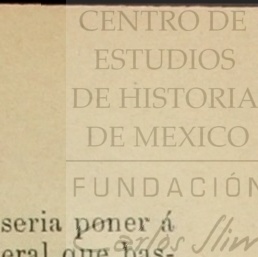 CENTRO DE
ESTUDIOS
DE HISTORIA
DE MEXICO
FUNDACIÓN
Carlos Slim
seria poner á